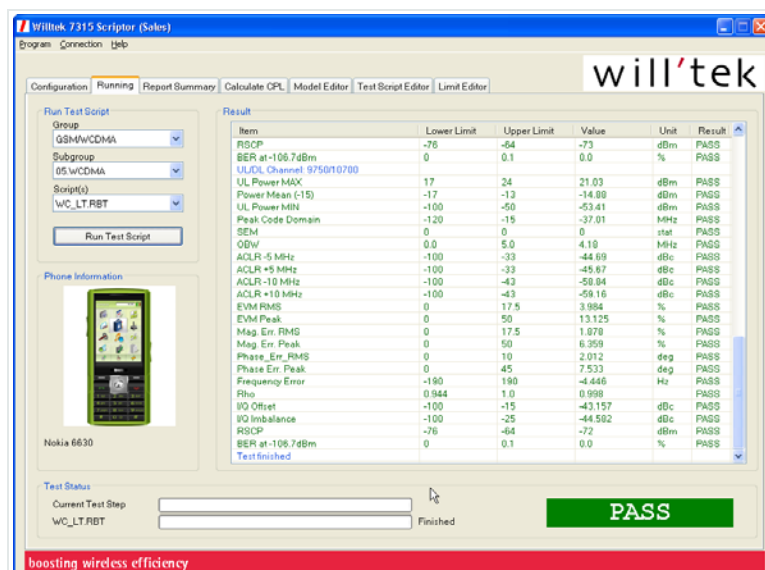 Willtek 7315 Scriptor (Sales)
Program Connection Help
will'tek
Configuration Running Report Summary Calculate CPL Model Editor Test Script Editor Limit Editor
Run Test Script
Group
GSM/WCDMA
Subgroup
05.WCDMA
Script(s)
WC_LT.RBT
Run Test Script
Phone Information
Nokia 6630
Result
Item Lower Limit Upper Limit Value Unit Result
RSCP -76 -64 -73 dBm PASS
BER at -106.7dBm 0 0.1 0.0 % PASS
UL/DL Channel: 9750/10700
UL Power MAX 17 24 21.03 dBm PASS
Power Mean (-15) -17 -13 -14.88 dBm PASS
UL Power MIN -100 -50 -53.41 dBm PASS
Peak Code Domain -120 -15 -37.01 MHz PASS
SEM 0 0 0 stat PASS
OBW 0.0 5.0 4.18 MHz PASS
ACLR -5 MHz -100 -33 -44.69 dBc PASS
ACLR +5 MHz -100 -33 -45.67 dBc PASS
ACLR -10 MHz -100 -43 -58.84 dBc PASS
ACLR +10 MHz -100 -43 -59.16 dBc PASS
EVM RMS 0 17.5 3.984 % PASS
EVM Peak 0 50 13.125 % PASS
Mag. Err. RMS 0 17.5 1.878 % PASS
Mag. Err. Peak 0 50 6.359 % PASS
Phase_Err_RMS 0 10 2.012 deg PASS
Phase Err. Peak 0 45 7.533 deg PASS
Frequency Error -190 190 -4.446 Hz PASS
Rho 0.944 1.0 0.998 PASS
I/Q Offset -100 -15 -43.157 dBc PASS
I/Q Imbalance -100 -25 -44.582 dBc PASS
RSCP -76 -64 -72 dBm PASS
BER at -106.7dBm 0 0.1 0.0 % PASS
Test finished
Test Status
Current Test Step
WC_LT.RBT Finished
PASS
boosting wireless efficiency